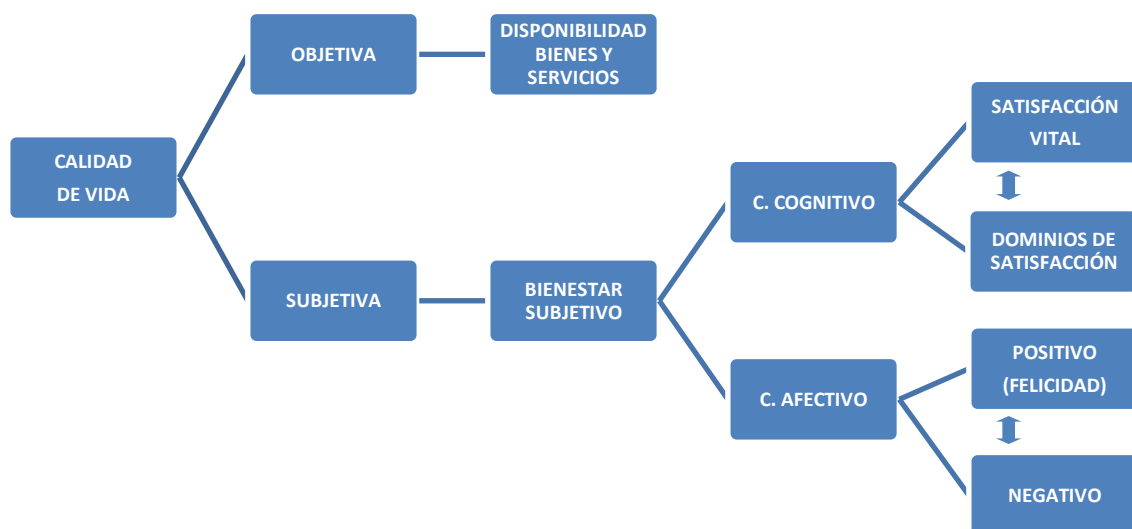 CALIDAD
DE VIDA
OBJETIVA
DISPONIBILIDAD
BIENES Y
SERVICIOS
SUBJETIVA
BIENESTAR
SUBJETIVO
C. COGNITIVO
SATISFACCIÓN
VITAL
DOMINIOS DE
SATISFACCIÓN
C. AFECTIVO
POSITIVO
(FELICIDAD)
NEGATIVO